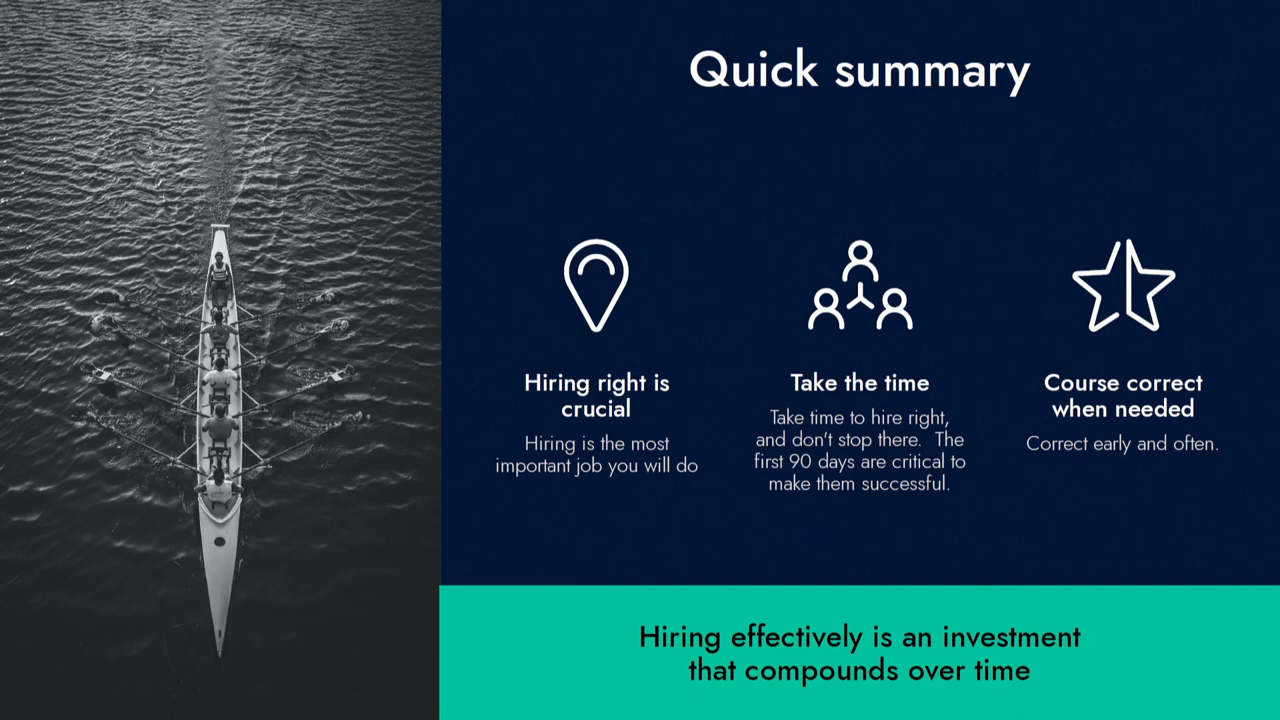 Quick summary
Hiring right is
crucial
Hiring is the most
important job you will do
Take the time
Take time to hire right,
and don't stop there.  The
first 90 days are critical to
make them successful.
Course correct
when needed
Correct early and often.
Hiring effectively is an investment
that compounds over time